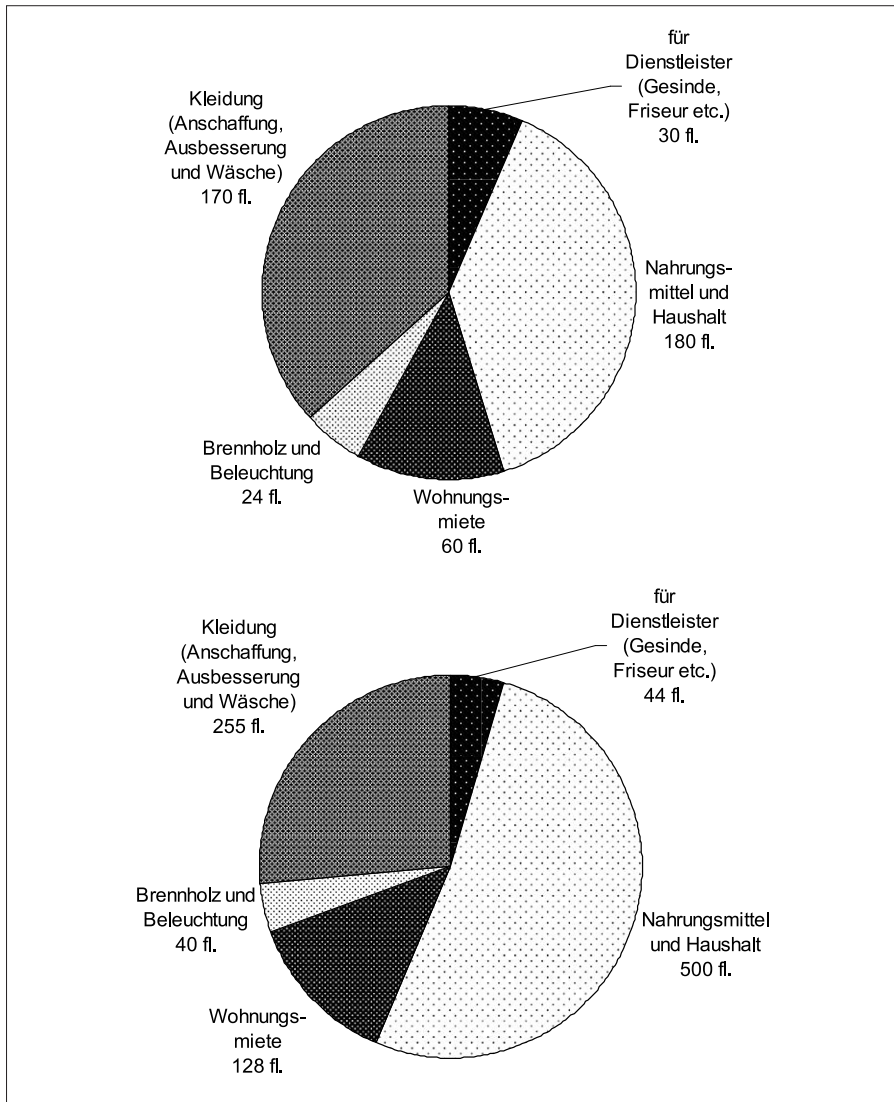 für
Dienstleister
(Gesinde,
Friseur etc.)
30 fl.
Kleidung
(Anschaffung,
Ausbesserung
und Wäsche)
170 fl.
Nahrungs-
mittel und
Haushalt
180 fl.
Brennholz und
Beleuchtung
24 fl.
Wohnungs-
miete
60 fl.
für
Dienstleister
(Gesinde,
Friseur etc.)
44 fl.
Kleidung
(Anschaffung,
Ausbesserung
und Wäsche)
255 fl.
Brennholz und
Beleuchtung
40 fl.
Nahrungsmittel
und Haushalt
500 fl.
Wohnungs-
miete
128 fl.